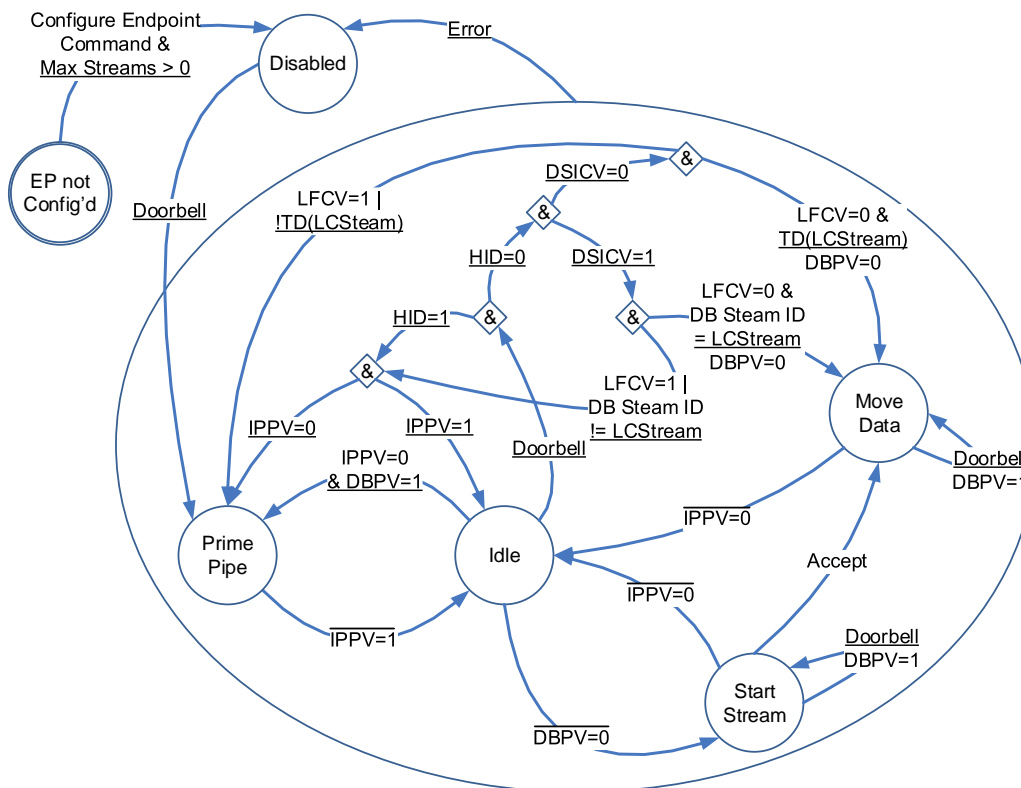 Configure Endpoint
Command &
Max Streams > 0
Disabled
Error
EP not
Config'd
Doorbell
LFCV=1 |
!TD(LCSteam)
DSICV=0
&
&
LFCV=0 &
TD(LCStream)
DBPV=0
HID=0
DSICV=1
HID=1
&
&
LFCV=0 &
DB Steam ID
= LCStream
DBPV=0
&
LFCV=1 |
DB Steam ID
!= LCStream
Move
Data
IPPV=0
IPPV=1
Doorbell
IPPV=0
& DBPV=1
Doorbel
DBPV=1
IPPV=0
Prime
Pipe
Idle
Accept
IPPV=0
IPPV=1
Doorbell
DBPV=1
Start
Stream
DBPV=0